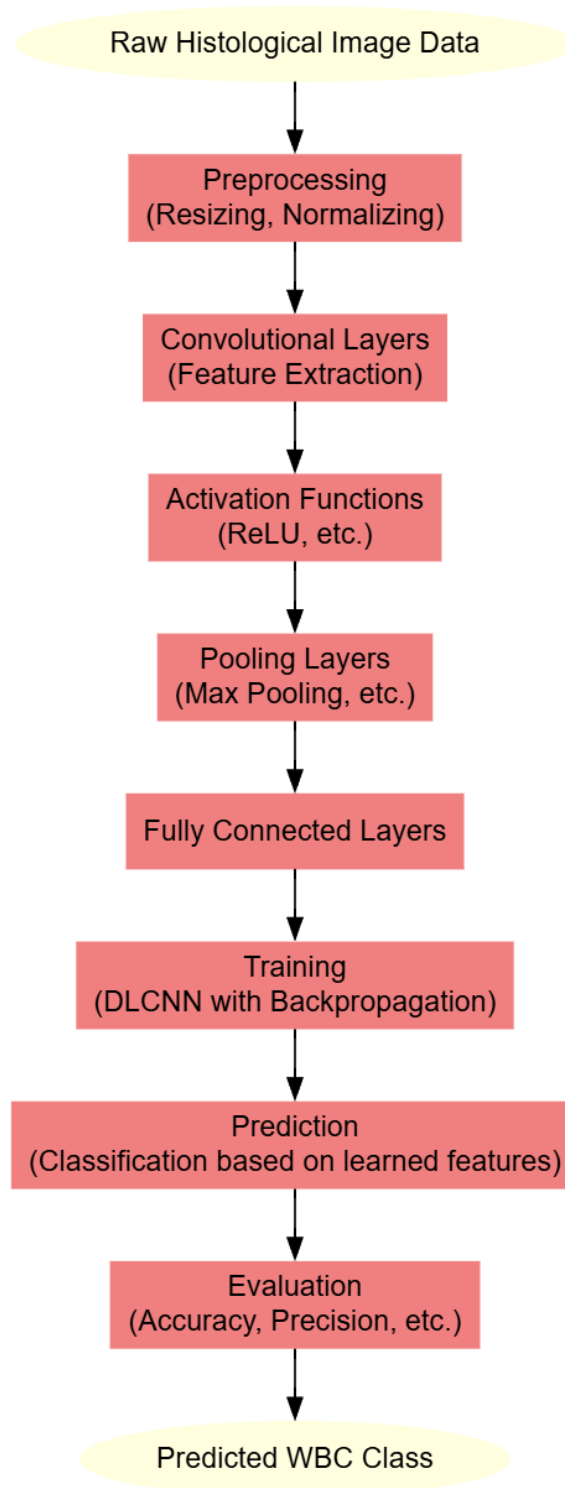 Raw Histological Image Data
Preprocessing
(Resizing, Normalizing)
Convolutional Layers
(Feature Extraction)
Activation Functions
(ReLU, etc.)
Pooling Layers
(Max Pooling, etc.)
Fully Connected Layers
Training
(DLCNN with Backpropagation)
Prediction
(Classification based on learned features)
Evaluation
(Accuracy, Precision, etc.)
Predicted WBC Class